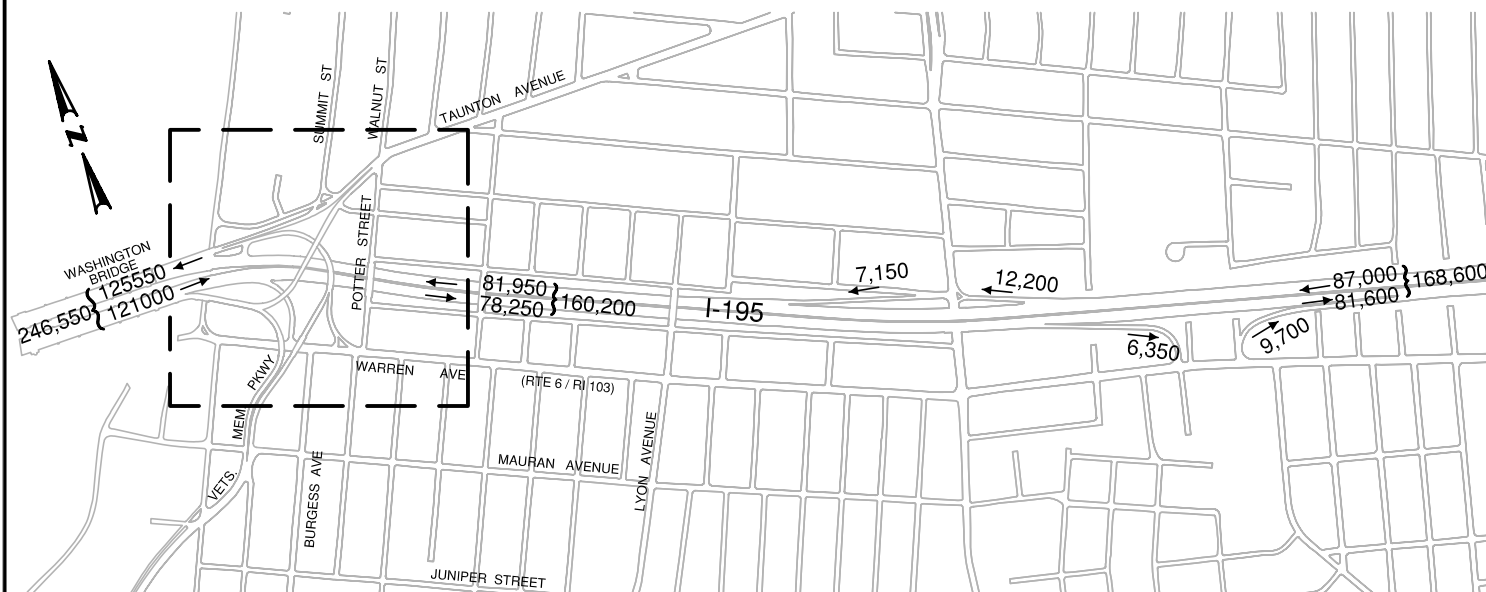 SUMMIT ST
WALNUT ST
TAUNTON AVENUE
N
POTTER STREET
WASHINGTON
BRIDGE
125550
121000
246,550
81,950
78,250
160,200
I-195
7,150
12,200
87,000
81,600
168,600
6,350
9,700
WARREN AVE
(RTE 6 / RI 103)
PKWY
MEM
VETS.
BURGESS AVE
MAURAN AVENUE
LYON AVENUE
JUNIPER STREET